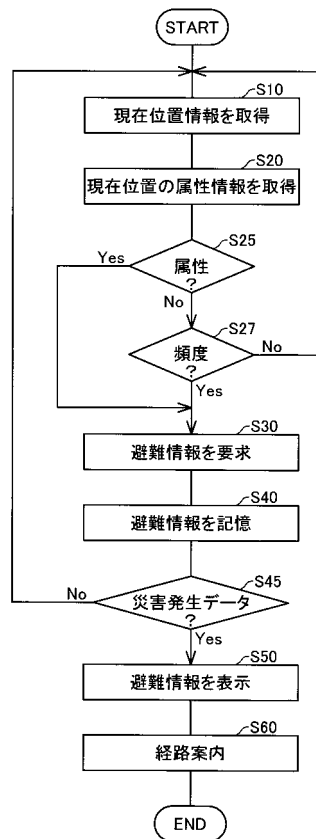 START
S10
現在位置情報を取得
S20
現在位置の属性情報を取得
S25
Yes
属性
?
No
S27
頻度
?
No
Yes
S30
避難情報を要求
S40
避難情報を記憶
S45
No
災害発生データ
?
Yes
S50
避難情報を表示
S60
経路案内
END